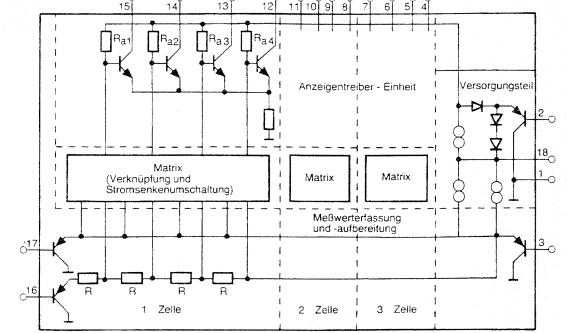 15 14 13 12 11 10 9 8 7 6 5 4
Ra1 Ra2 Ra3 Ra4
Anzeigentreiber - Einheit
Versorgungsteil
2
18
1
Matrix
(Verknüpfung und
Stromsenkenumschaltung)
Matrix
Matrix
Meßwerterfassung
und -aufbereitung
17
3
16
R R R R
1 Zelle
2 Zelle
3 Zelle